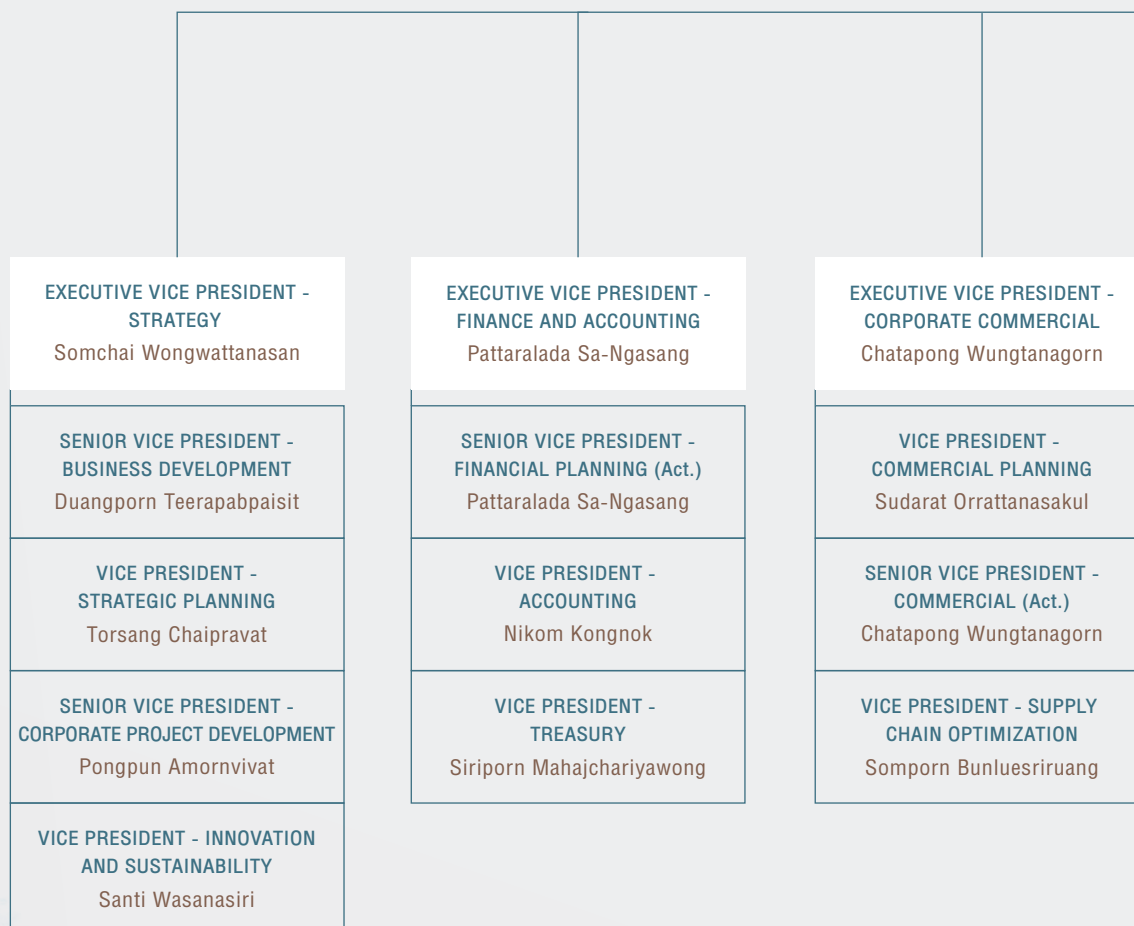 EXECUTIVE VICE PRESIDENT -
STRATEGY
Somchai Wongwattanasan
SENIOR VICE PRESIDENT -
BUSINESS DEVELOPMENT
Duangporn Teerapabpaisit
VICE PRESIDENT -
STRATEGIC PLANNING
Torsang Chaipravat
SENIOR VICE PRESIDENT -
CORPORATE PROJECT DEVELOPMENT
Pongpun Amornvivat
VICE PRESIDENT - INNOVATION
AND SUSTAINABILITY
Santi Wasanasiri
EXECUTIVE VICE PRESIDENT -
FINANCE AND ACCOUNTING
Pattaralada Sa-Ngasang
SENIOR VICE PRESIDENT -
FINANCIAL PLANNING (Act.)
Pattaralada Sa-Ngasang
VICE PRESIDENT -
ACCOUNTING
Nikom Kongnok
VICE PRESIDENT -
TREASURY
Siriporn Mahajchariyawong
EXECUTIVE VICE PRESIDENT -
CORPORATE COMMERCIAL
Chatapong Wungtanagorn
VICE PRESIDENT -
COMMERCIAL PLANNING
Sudarat Orrattanasakul
SENIOR VICE PRESIDENT -
COMMERCIAL (Act.)
Chatapong Wungtanagorn
VICE PRESIDENT - SUPPLY
CHAIN OPTIMIZATION
Somporn Bunluesriruang